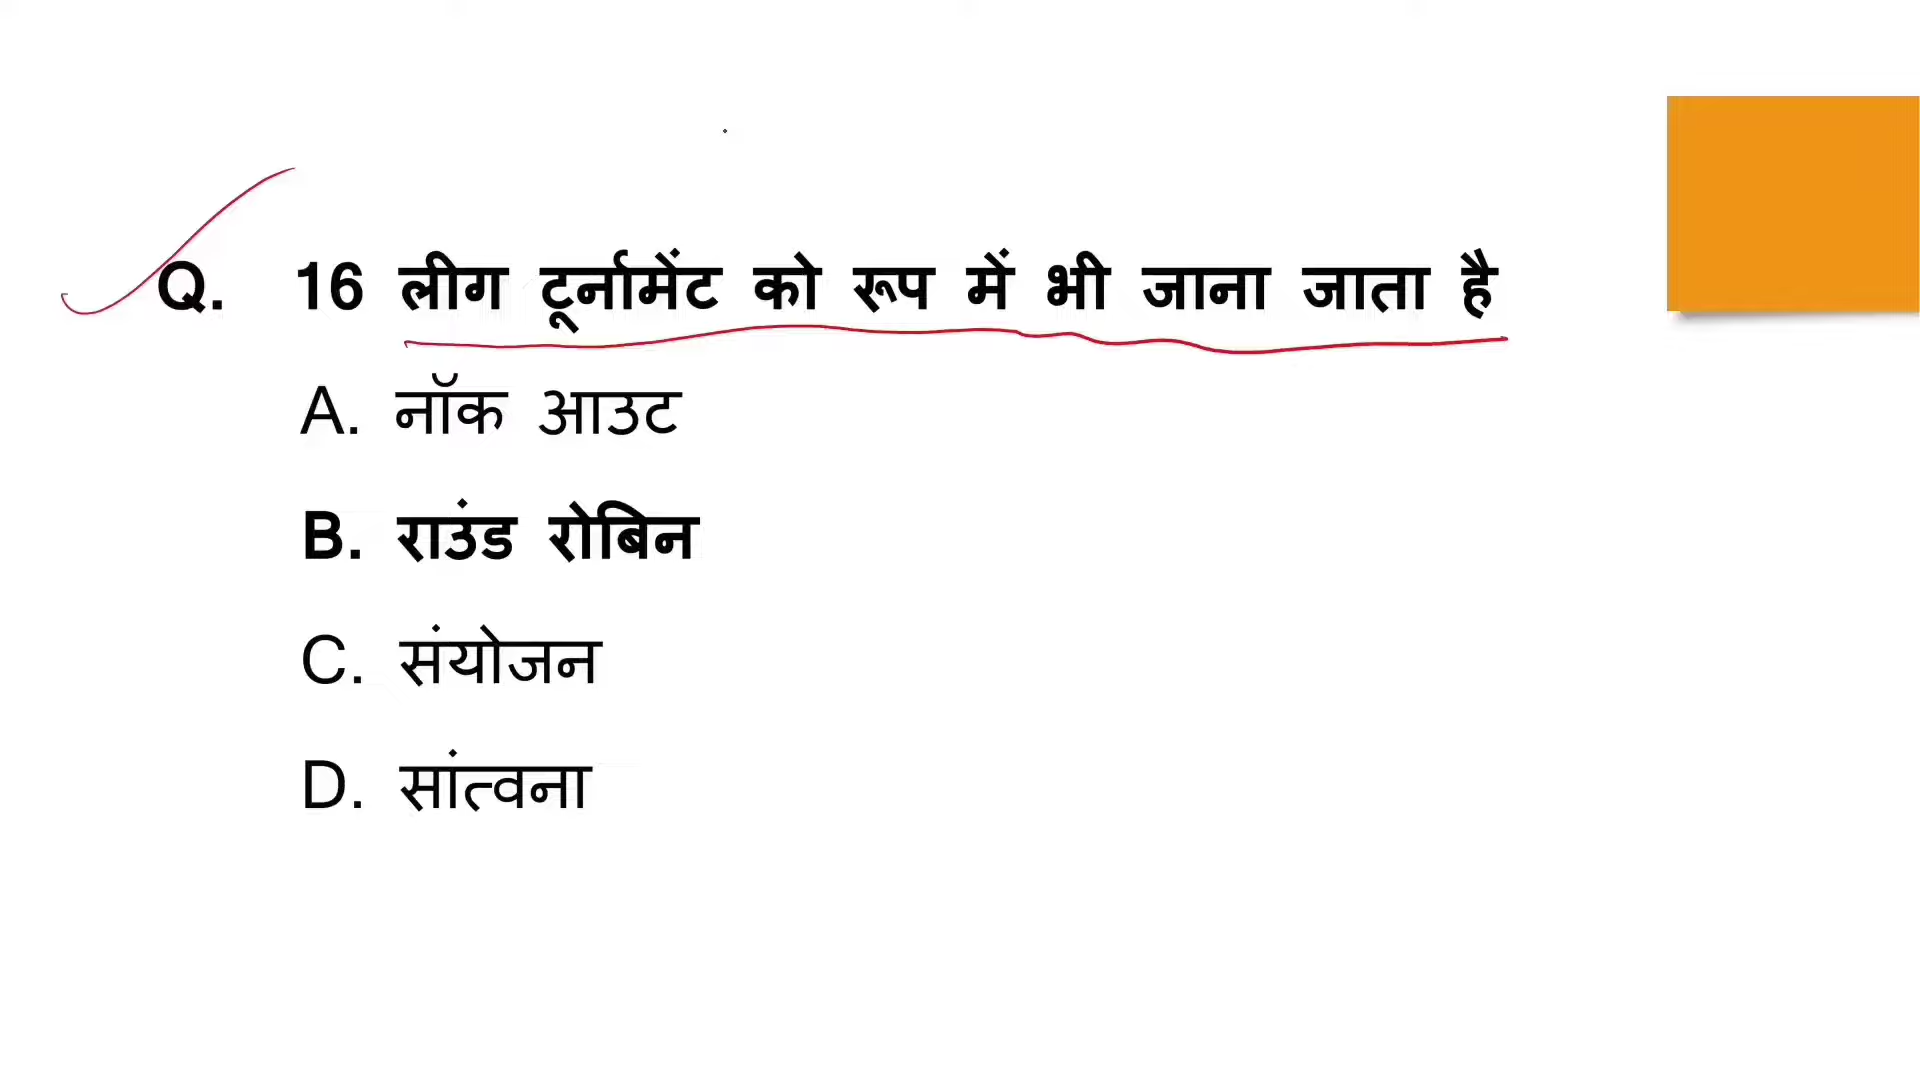 Q. 16 लीग टूर्नामेंट को रूप में भी जाना जाता है
A. नॉक आउट
B. राउंड रोबिन
C. संयोजन
D. सांत्वना